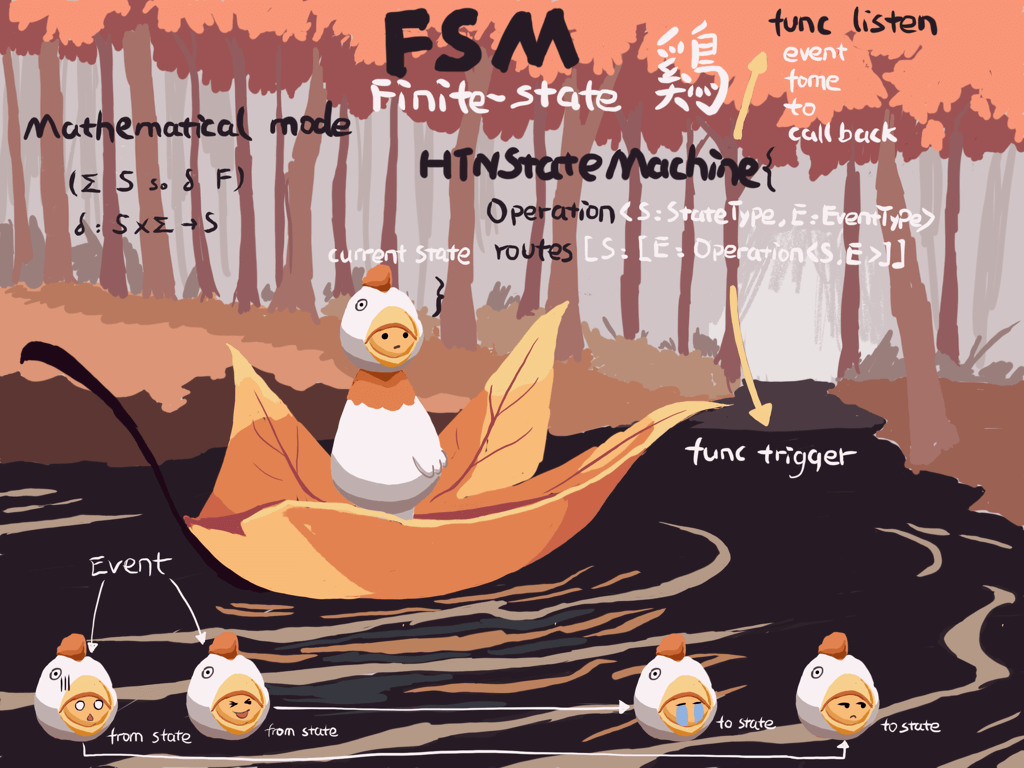 FSM
Finite-state 鷄
func listen
event
fome
to
call back
Mathematical mode
(Σ S s₀ δ F)
δ : S x Σ → S
HTNStateMachine{
Operation <S:StateType, E:EventType>
routes [S:[E:Operation<S,E>]]
}
current state
func trigger
Event
from state
from state
to state
to state